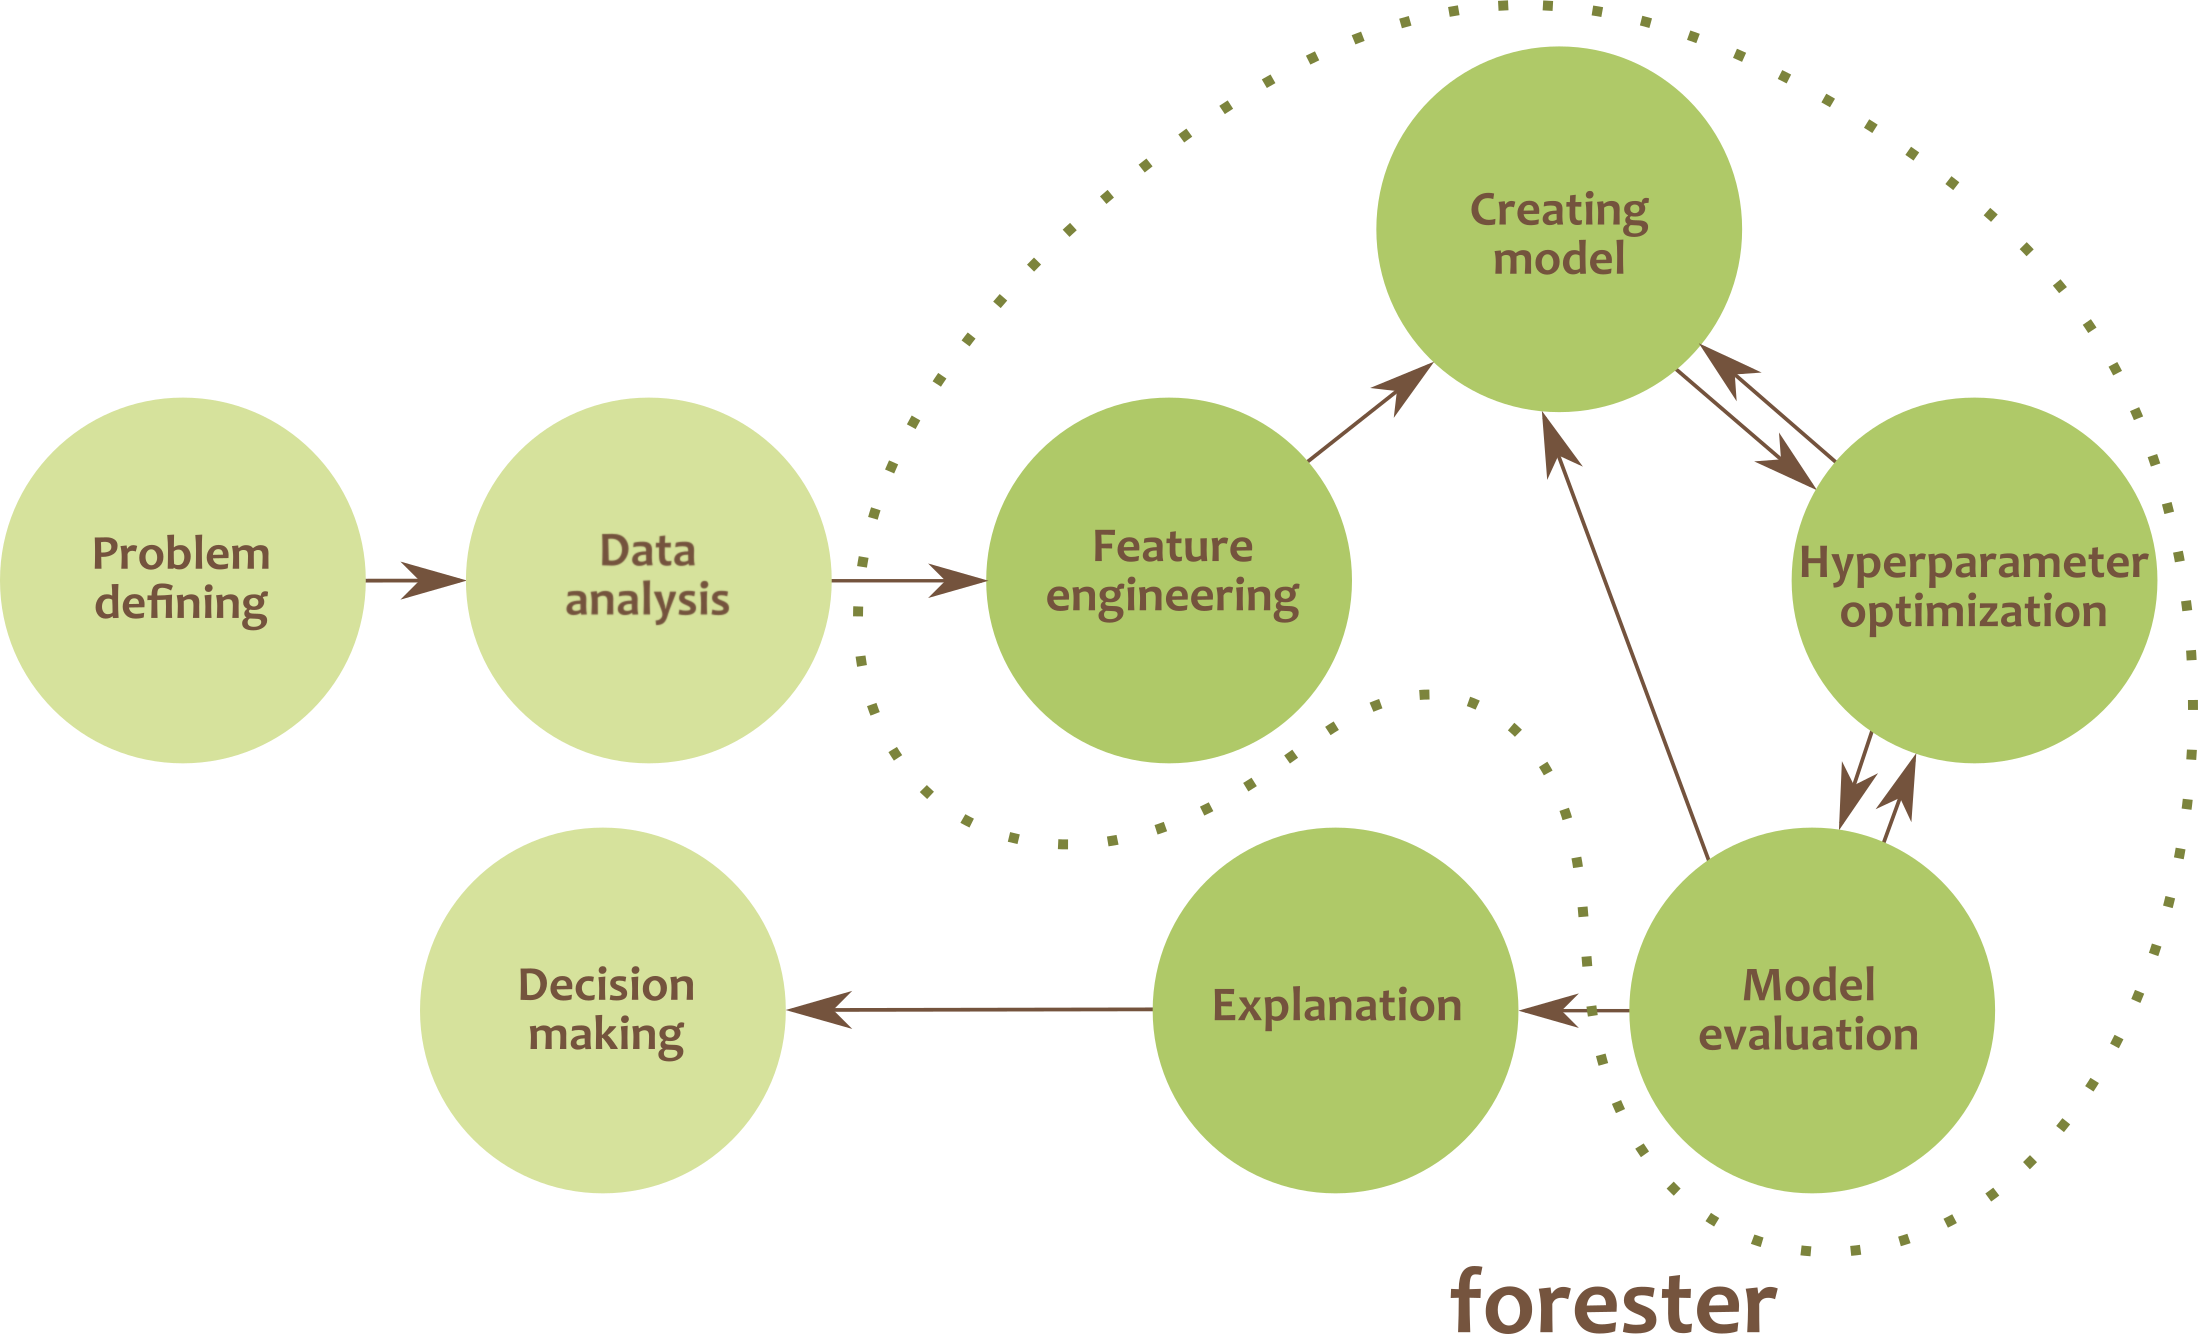 Problem
defining
Data
analysis
Feature
engineering
Creating
model
Hyperparameter
optimization
Model
evaluation
Explanation
Decision
making
forester